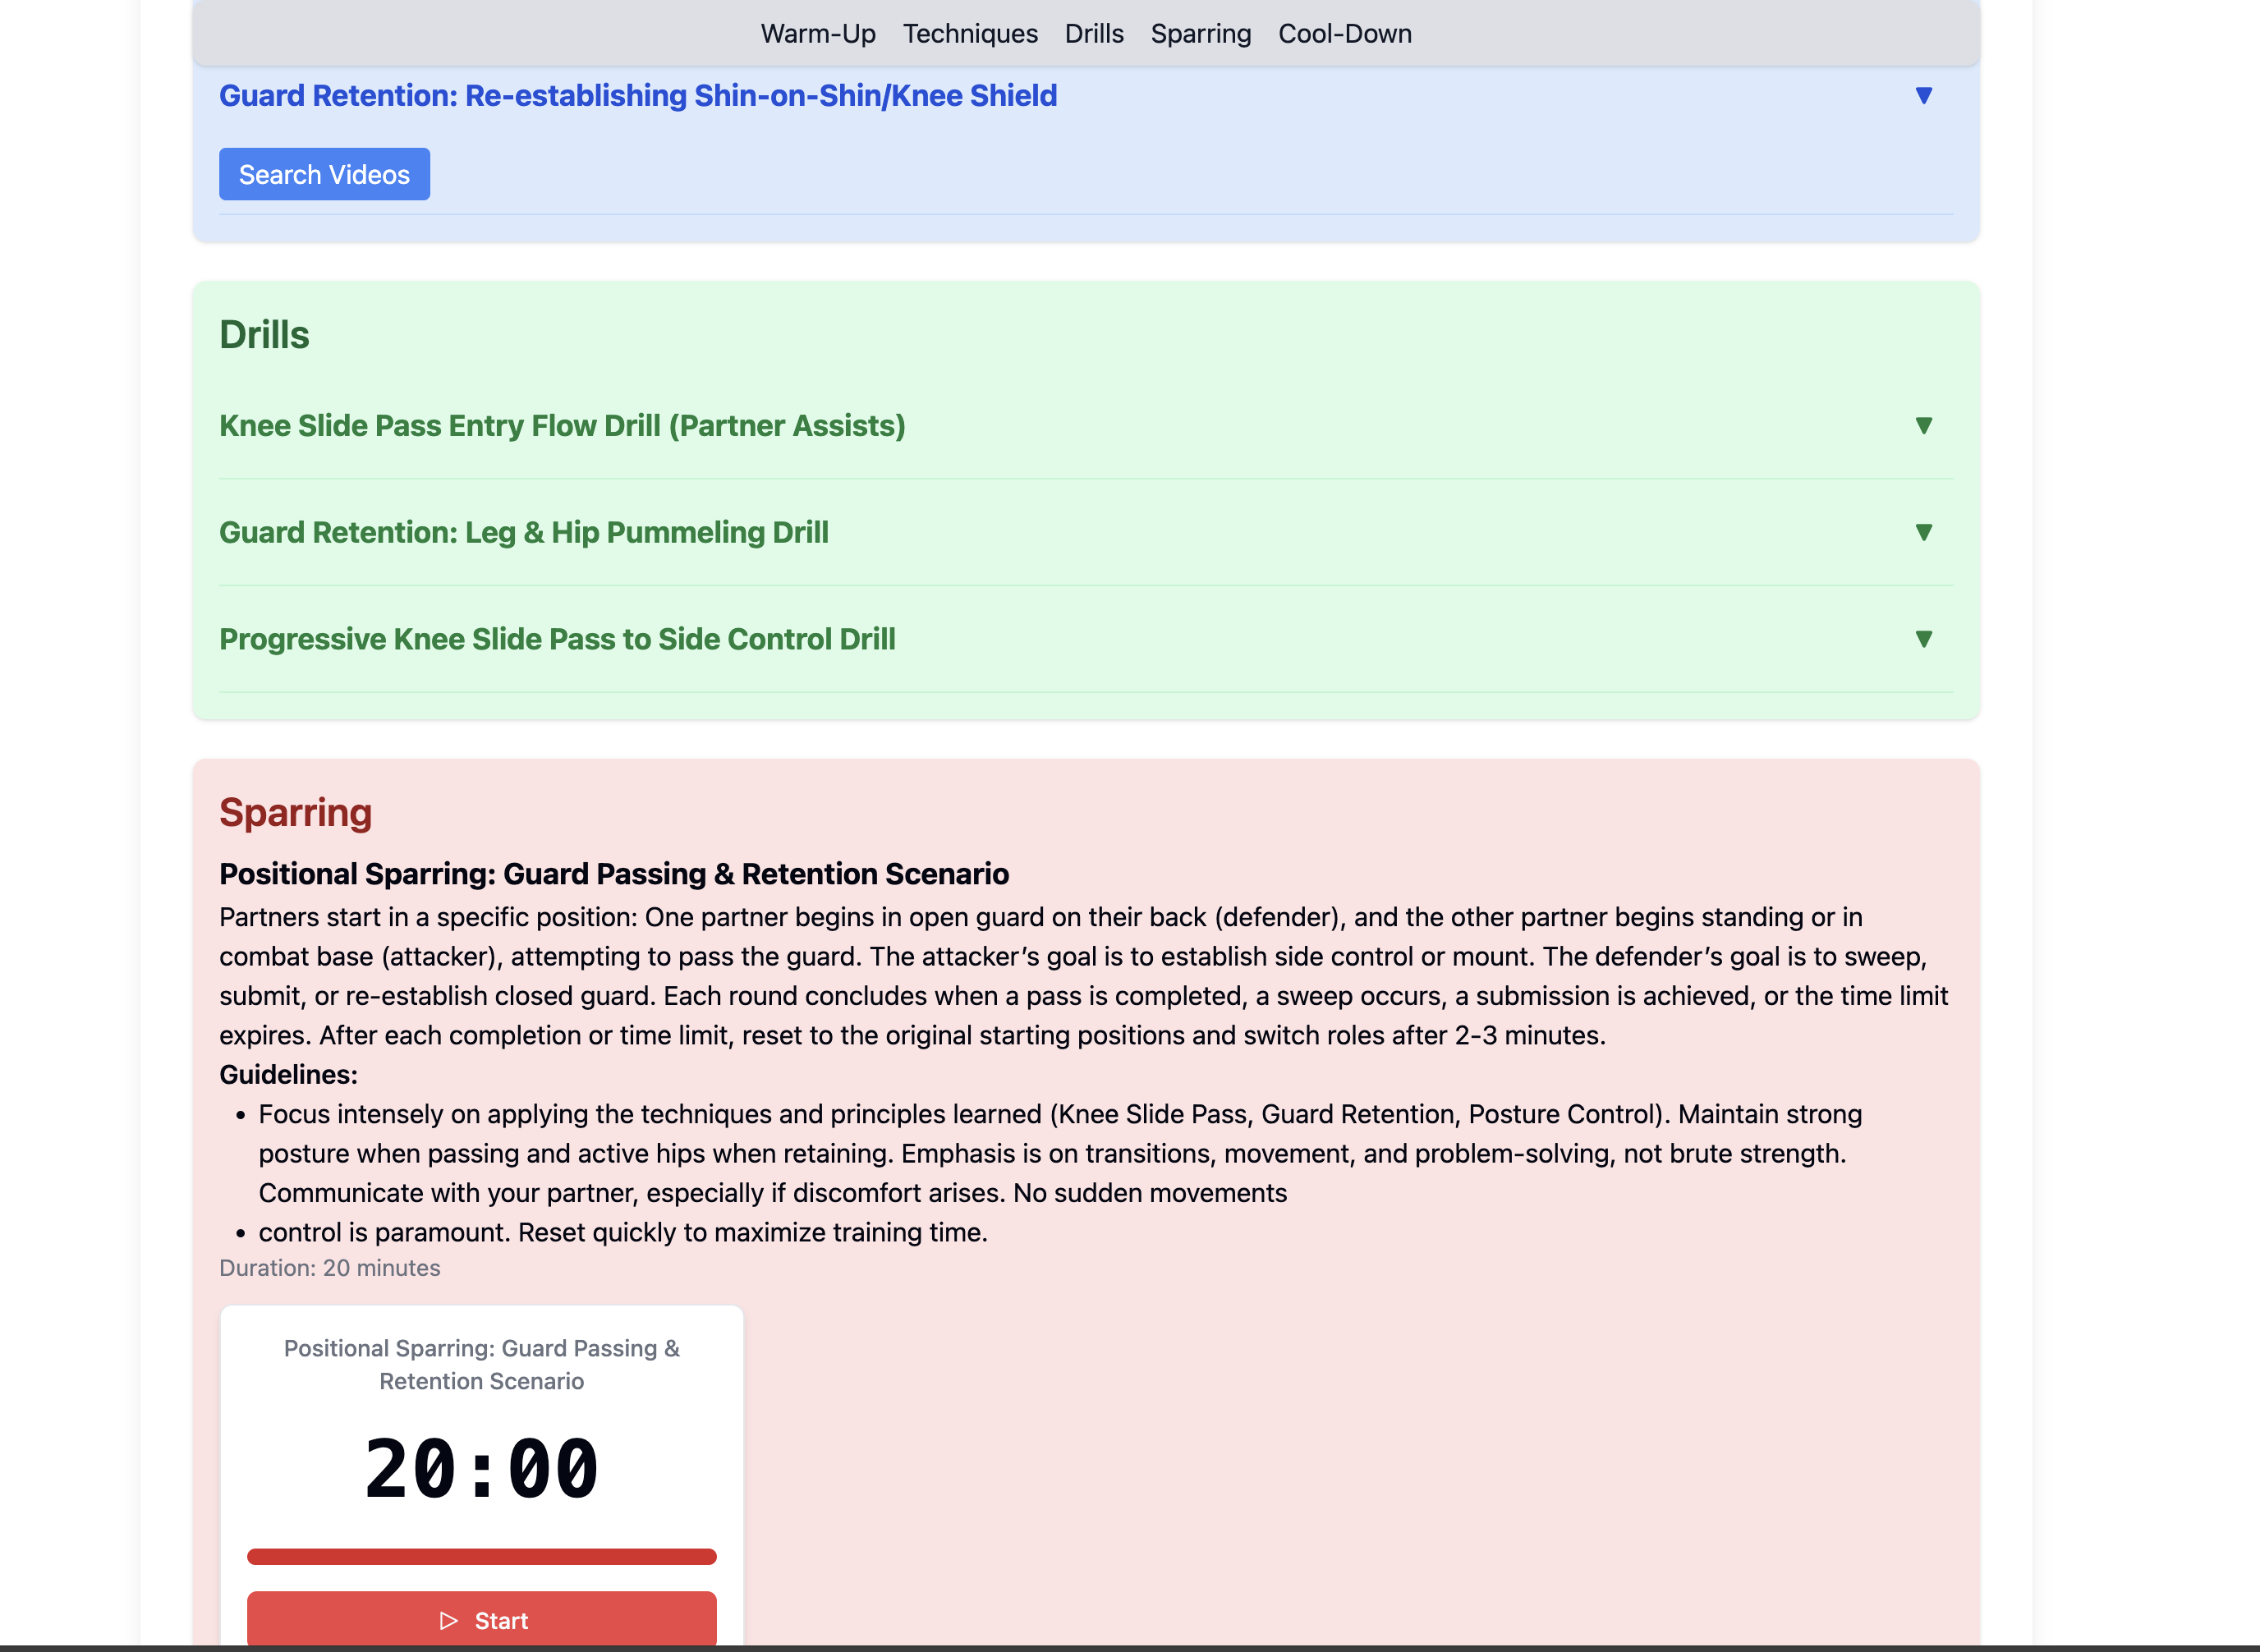 Warm-Up Techniques Drills Sparring Cool-Down
Guard Retention: Re-establishing Shin-on-Shin/Knee Shield
Search Videos
Drills
Knee Slide Pass Entry Flow Drill (Partner Assists)
Guard Retention: Leg & Hip Pummeling Drill
Progressive Knee Slide Pass to Side Control Drill
Sparring
Positional Sparring: Guard Passing & Retention Scenario
Partners start in a specific position: One partner begins in open guard on their back (defender), and the other partner begins standing or in
combat base (attacker), attempting to pass the guard. The attacker’s goal is to establish side control or mount. The defender’s goal is to sweep,
submit, or re-establish closed guard. Each round concludes when a pass is completed, a sweep occurs, a submission is achieved, or the time limit
expires. After each completion or time limit, reset to the original starting positions and switch roles after 2-3 minutes.
Guidelines:
• Focus intensely on applying the techniques and principles learned (Knee Slide Pass, Guard Retention, Posture Control). Maintain strong
posture when passing and active hips when retaining. Emphasis is on transitions, movement, and problem-solving, not brute strength.
Communicate with your partner, especially if discomfort arises. No sudden movements
• control is paramount. Reset quickly to maximize training time.
Duration: 20 minutes
Positional Sparring: Guard Passing &
Retention Scenario
20:00
Start